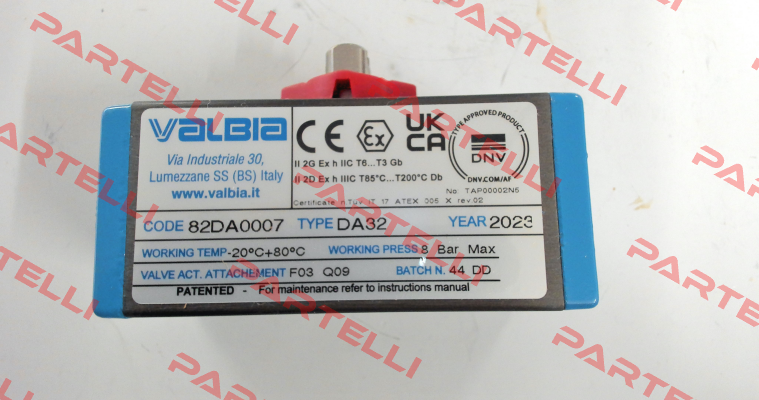 VALBIA
Via Industriale 30,
Lumezzane SS (BS) Italy
www.valbia.it
CE Ex UK CA
II 2G Ex h IIC T6...T3 Gb
II 2D Ex h IIIC T85°C...T200°C Db
Certificate n.TUV IT 17 ATEX 005 X rev.02
TYPE APPROVED PRODUCT
DNV
DNV.COM/AF
No TAP00002N6
CODE 82DA0007 TYPE DA32 YEAR 2023
WORKING TEMP -20°C+80°C WORKING PRESS 8 Bar Max
VALVE ACT. ATTACHEMENT F03 Q09 BATCH N. 44 DD
PATENTED - For maintenance refer to instructions manual
PARTELLI
PARTELLI
PARTELLI
PARTELLI
PARTELLI
PARTELLI